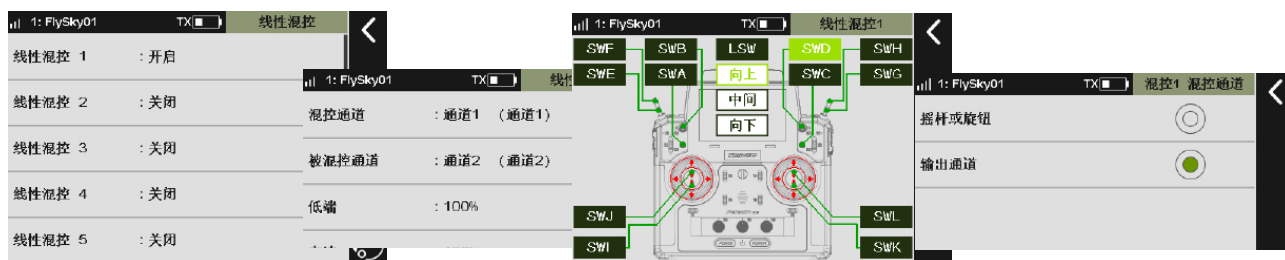 1: FlySky01 TX 线性混控
线性混控 1 : 开启
线性混控 2 : 关闭
线性混控 3 : 关闭
线性混控 4 : 关闭
线性混控 5 : 关闭
1: FlySky01 TX 线性
混控通道 : 通道1 (通道1)
被混控通道 : 通道2 (通道2)
低端 : 100%
1: FlySky01 TX 线性混控1
SWF SWB LSW SWD SWH
SWE SWA 向上 SWC SWG
中间
向下
SWJ SWL
SWI SWK
1: FlySky01 TX 混控1 混控通道
摇杆或旋钮
输出通道